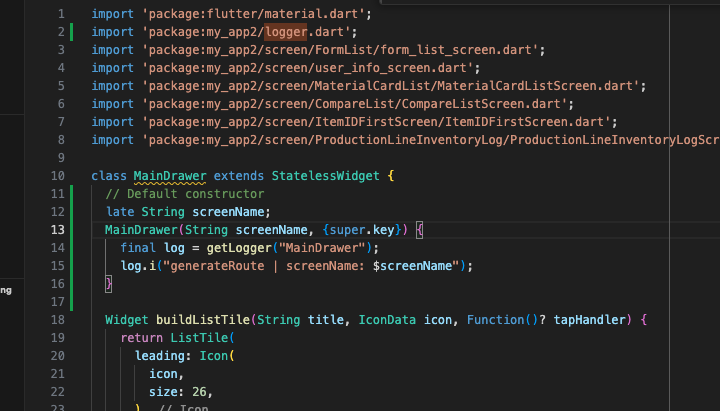 1 import 'package:flutter/material.dart';
2 import 'package:my_app2/logger.dart';
3 import 'package:my_app2/screen/FormList/form_list_screen.dart';
4 import 'package:my_app2/screen/user_info_screen.dart';
5 import 'package:my_app2/screen/MaterialCardList/MaterialCardListScreen.dart';
6 import 'package:my_app2/screen/CompareList/CompareListScreen.dart';
7 import 'package:my_app2/screen/ItemIDFirstScreen/ItemIDFirstScreen.dart';
8 import 'package:my_app2/screen/ProductionLineInventoryLog/ProductionLineInventoryLogScr
9
10 class MainDrawer extends StatelessWidget {
11 // Default constructor
12 late String screenName;
13 MainDrawer(String screenName, {super.key}) {
14 final log = getLogger("MainDrawer");
15 log.i("generateRoute | screenName: $screenName");
ng
16 }
17
18 Widget buildListTile(String title, IconData icon, Function()? tapHandler) {
19 return ListTile(
20 leading: Icon(
21 icon,
22 size: 26,
23 ) // Icon